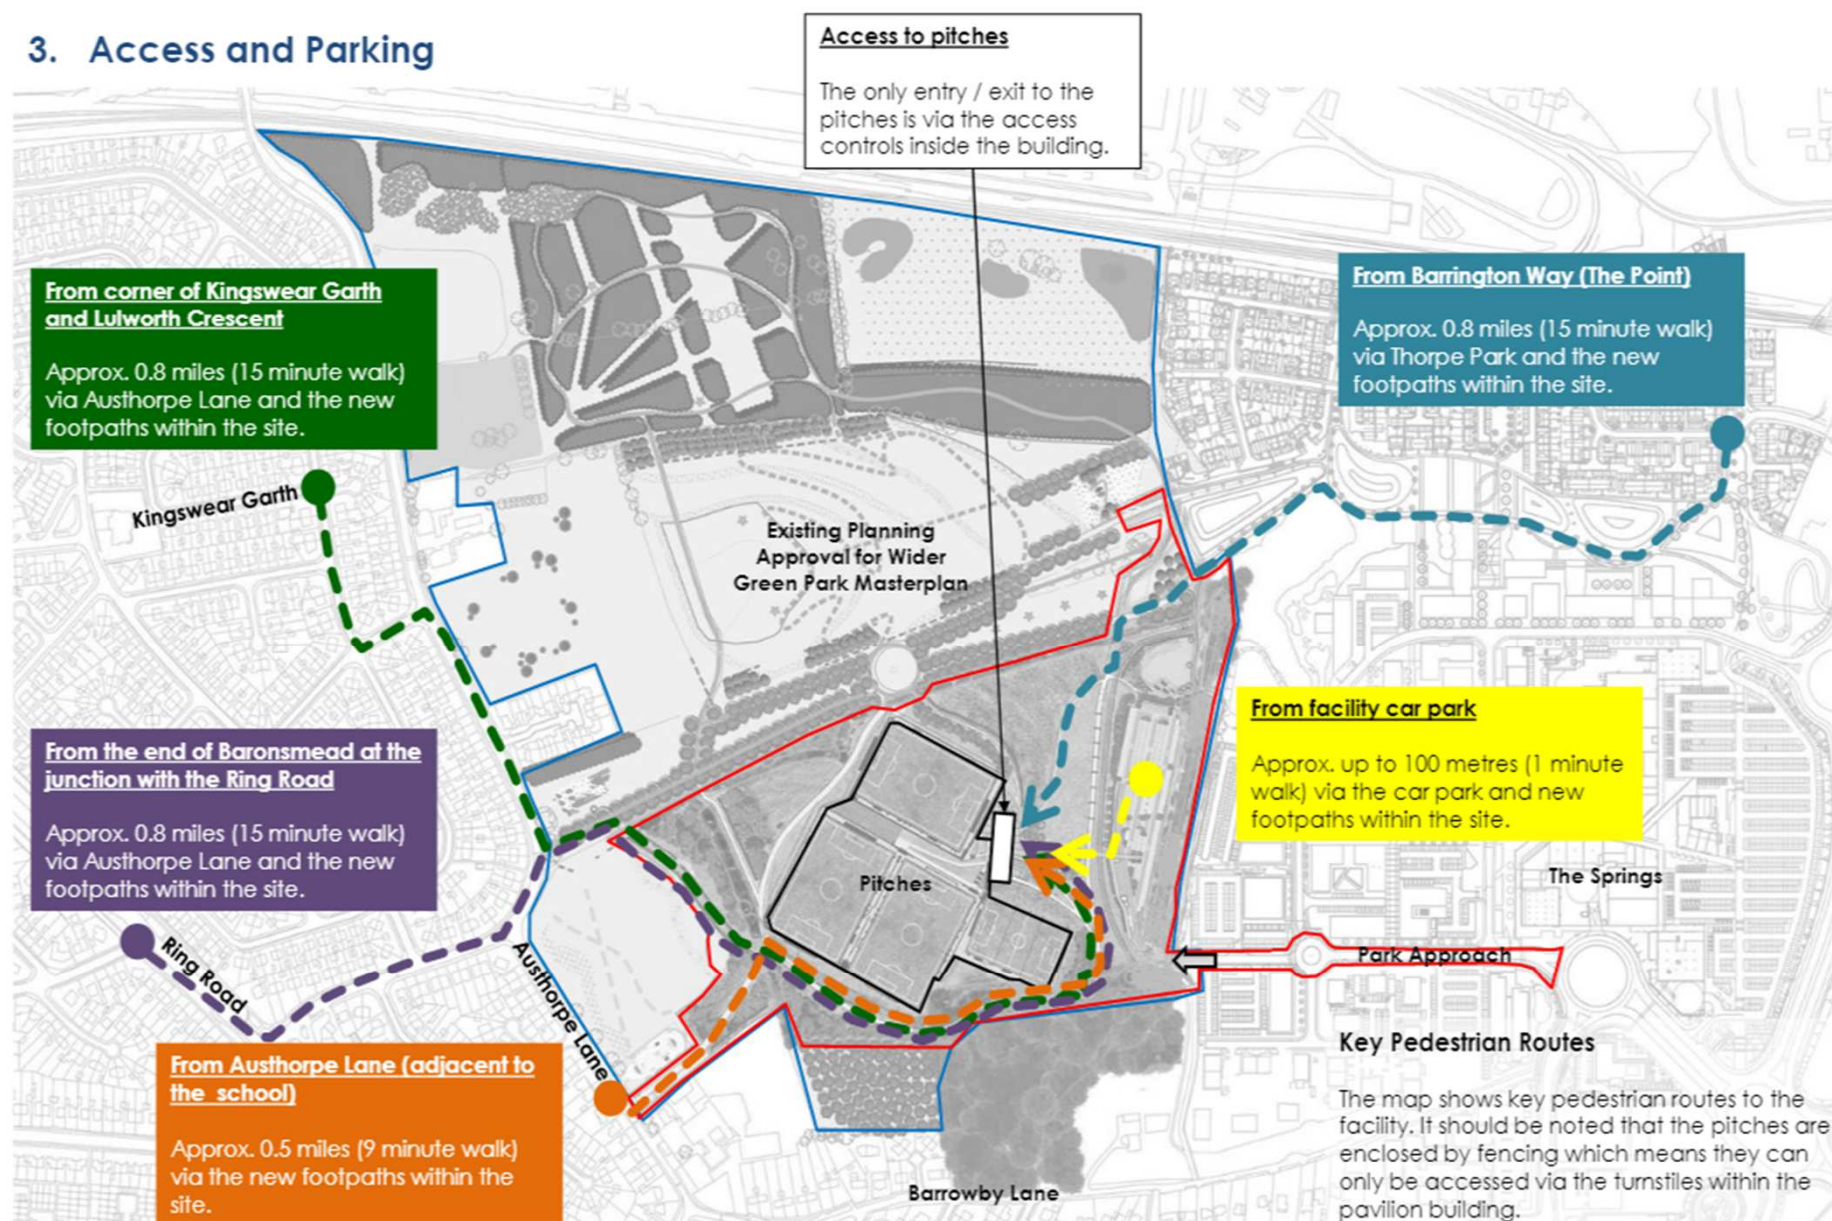 3. Access and Parking
Access to pitches
The only entry / exit to the
pitches is via the access
controls inside the building.
From corner of Kingswear Garth
and Lulworth Crescent
Approx. 0.8 miles (15 minute walk)
via Austhorpe Lane and the new
footpaths within the site.
From Barrington Way (The Point)
Approx. 0.8 miles (15 minute walk)
via Thorpe Park and the new
footpaths within the site.
Kingswear Garth
Existing Planning
Approval for Wider
Green Park Masterplan
From facility car park
Approx. up to 100 metres (1 minute
walk) via the car park and new
footpaths within the site.
From the end of Baronsmead at the
junction with the Ring Road
Approx. 0.8 miles (15 minute walk)
via Austhorpe Lane and the new
footpaths within the site.
Pitches
The Springs
Ring Road
Austhorpe Lane
Park Approach
From Austhorpe Lane (adjacent to
the school)
Approx. 0.5 miles (9 minute walk)
via the new footpaths within the
site.
Barrowby Lane
Key Pedestrian Routes
The map shows key pedestrian routes to the
facility. It should be noted that the pitches are
enclosed by fencing which means they can
only be accessed via the turnstiles within the
pavilion building.